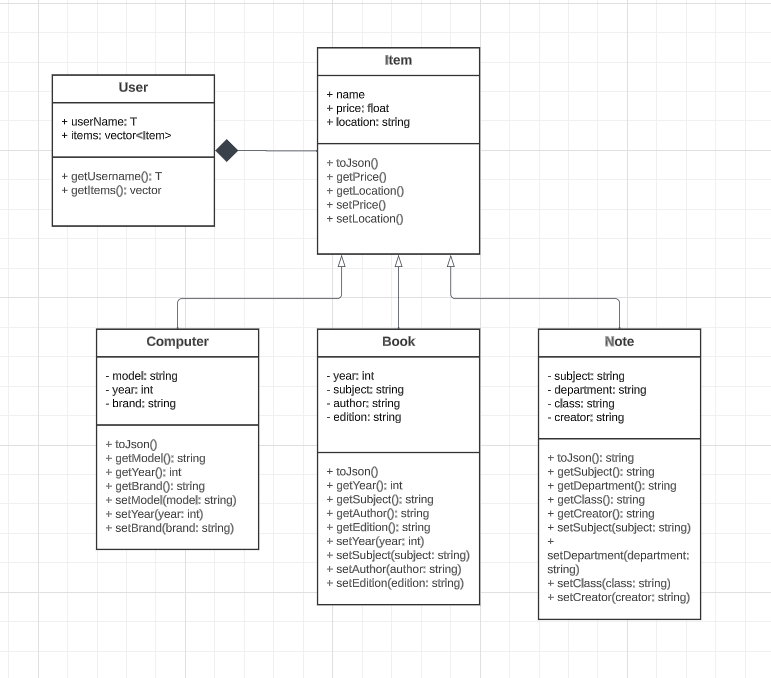 User
+ userName: T
+ items: vector<Item>
+ getUsername(): T
+ getItems(): vector
Item
+ name
+ price: float
+ location: string
+ toJson()
+ getPrice()
+ getLocation()
+ setPrice()
+ setLocation()
Computer
- model: string
- year: int
- brand: string
+ toJson()
+ getModel(): string
+ getYear(): int
+ getBrand(): string
+ setModel(model: string)
+ setYear(year: int)
+ setBrand(brand: string)
Book
- year: int
- subject: string
- author: string
- edition: string
+ toJson()
+ getYear(): int
+ getSubject(): string
+ getAuthor(): string
+ getEdition(): string
+ setYear(year: int)
+ setSubject(subject: string)
+ setAuthor(author: string)
+ setEdition(edition: string)
Note
- subject: string
- department: string
- class: string
- creator: string
+ toJson(): string
+ getSubject(): string
+ getDepartment(): string
+ getClass(): string
+ getCreator(): string
+ setSubject(subject: string)
+
setDepartment(department:
string)
+ setClass(class: string)
+ setCreator(creator: string)